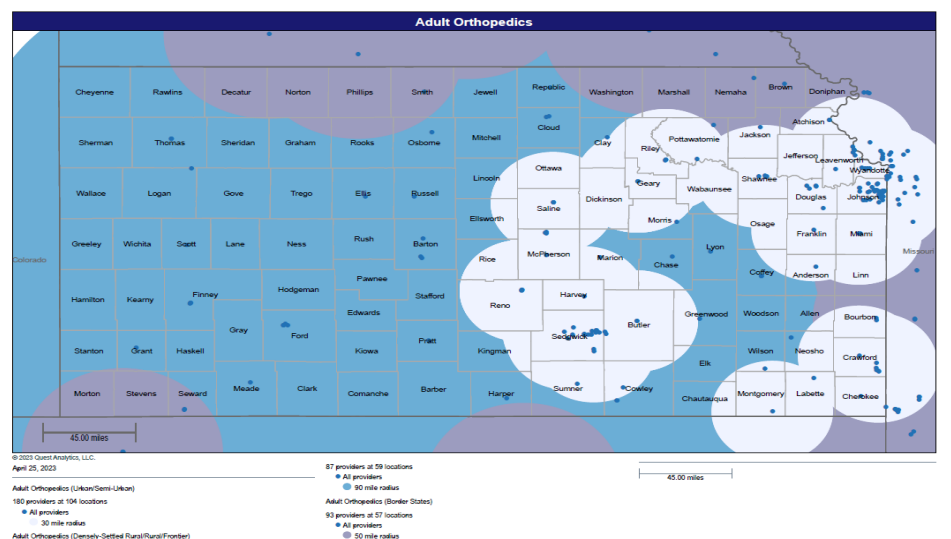 Adult Orthopedics
Cheyenne Rawlins Decatur Norton Phillips Smith Jewell Republic Washington Marshall Nemaha Brown Doniphan
Sherman Thomas Sheridan Graham Rooks Osborne Mitchell Cloud Clay Riley Pottawatomie Jackson Atchison
Jefferson Leavenworth
Wallace Logan Gove Trego Ellis Russell Lincoln Ottawa Geary Wabaunsee Shawnee Wyandotte
Saline Dickinson Douglas Johnson
Ellsworth Morris Osage
Greeley Wichita Scott Lane Ness Rush Barton McPherson Marion Lyon Franklin Miami
Colorado Rice Chase Missouri
Hamilton Kearny Finney Hodgeman Pawnee Stafford Reno Harvey Coffey Anderson Linn
Gray Ford Edwards Sedgwick Butler Greenwood Woodson Allen Bourbon
Stanton Grant Haskell Kiowa Pratt Kingman Elk Wilson Neosho Crawford
Morton Stevens Seward Meade Clark Comanche Barber Harper Sumner Cowley Chautauqua Montgomery Labette Cherokee
45.00 miles
© 2023 Quest Analytics, LLC.
April 25, 2023
Adult Orthopedics (Urban/Semi-Urban)
180 providers at 104 locations
All providers
30 mile radius
Adult Orthopedics (Densely-Settled Rural/Rural/Frontier)
87 providers at 59 locations
All providers
90 mile radius
Adult Orthopedics (Border States)
93 providers at 57 locations
All providers
50 mile radius
45.00 miles